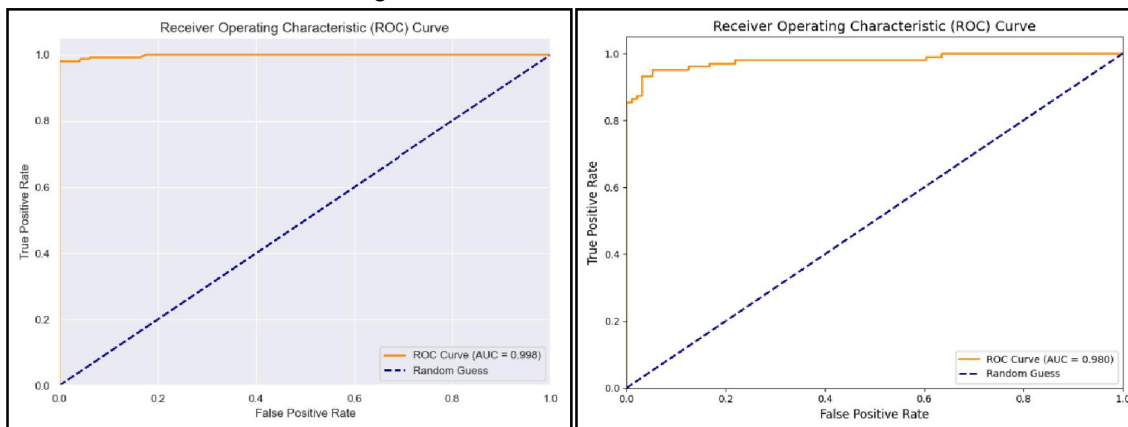 Receiver Operating Characteristic (ROC) Curve
1.0
0.8
0.6
0.4
0.2
0.0
True Positive Rate
0.0 0.2 0.4 0.6 0.8 1.0
False Positive Rate
ROC Curve (AUC = 0.998)
Random Guess
Receiver Operating Characteristic (ROC) Curve
1.0
0.8
0.6
0.4
0.2
0.0
True Positive Rate
0.0 0.2 0.4 0.6 0.8 1.0
False Positive Rate
ROC Curve (AUC = 0.980)
Random Guess